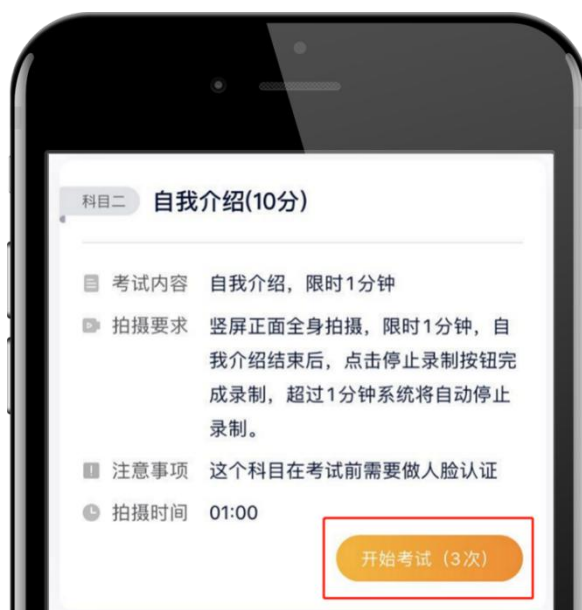 科目二 自我介绍(10分)
考试内容 自我介绍，限时1分钟
拍摄要求 竖屏正面全身拍摄，限时1分钟，自
我介绍结束后，点击停止录制按钮完
成录制，超过1分钟系统将自动停止
录制。
注意事项 这个科目在考试前需要做人脸认证
拍摄时间 01:00
开始考试（3次）